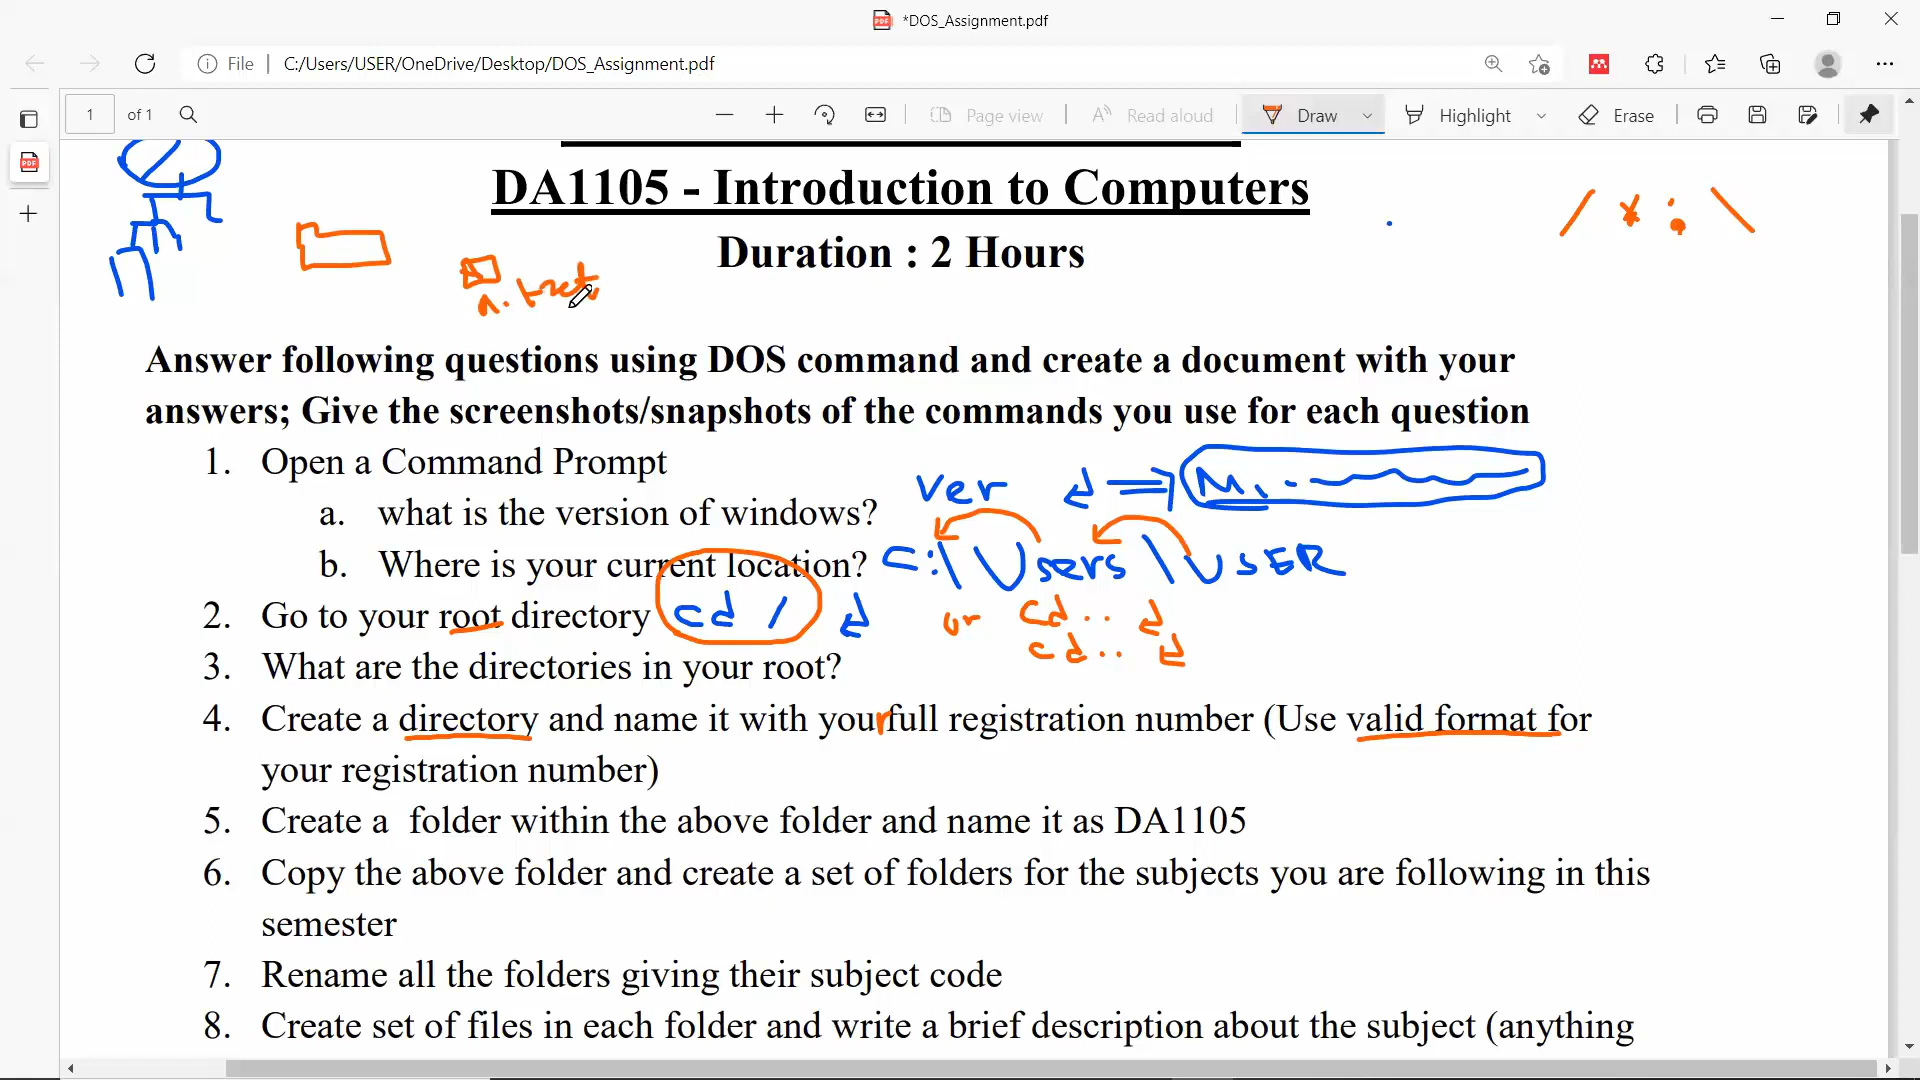 *DOS_Assignment.pdf
File | C:/Users/USER/OneDrive/Desktop/DOS_Assignment.pdf
1 of 1 Page view Read aloud Draw Highlight Erase
DA1105 - Introduction to Computers
/ * : \
Duration : 2 Hours
Answer following questions using DOS command and create a document with your
answers; Give the screenshots/snapshots of the commands you use for each question
1. Open a Command Prompt
ver
a. what is the version of windows?
b. Where is your current location? C:\Users\USER
2. Go to your root directory cd / or cd..
cd..
3. What are the directories in your root?
4. Create a directory and name it with your full registration number (Use valid format for
your registration number)
5. Create a folder within the above folder and name it as DA1105
6. Copy the above folder and create a set of folders for the subjects you are following in this
semester
7. Rename all the folders giving their subject code
8. Create set of files in each folder and write a brief description about the subject (anything